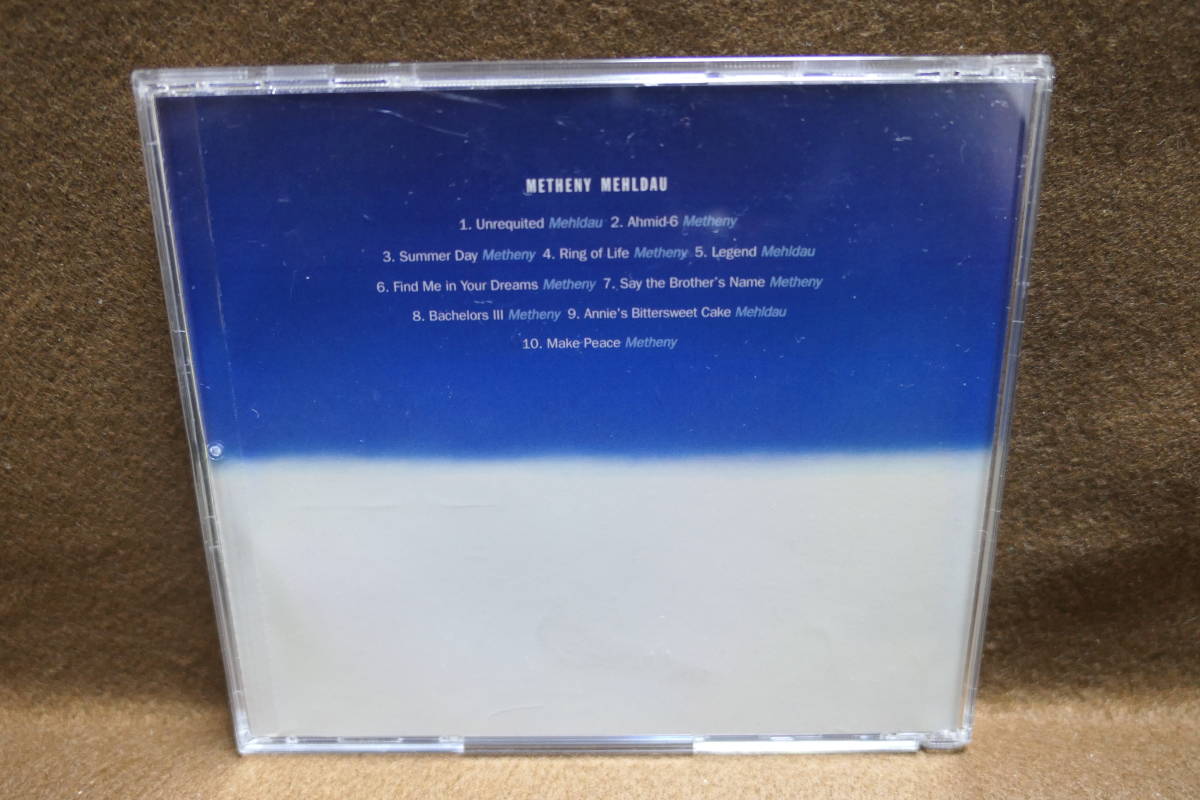 METHENY MEHLDAU
1. Unrequited Mehldau 2. Ahmid-6 Metheny
3. Summer Day Metheny 4. Ring of Life Metheny 5. Legend Mehldau
6. Find Me in Your Dreams Metheny 7. Say the Brother's Name Metheny
8. Bachelors III Metheny 9. Annie's Bittersweet Cake Mehldau
10. Make Peace Metheny